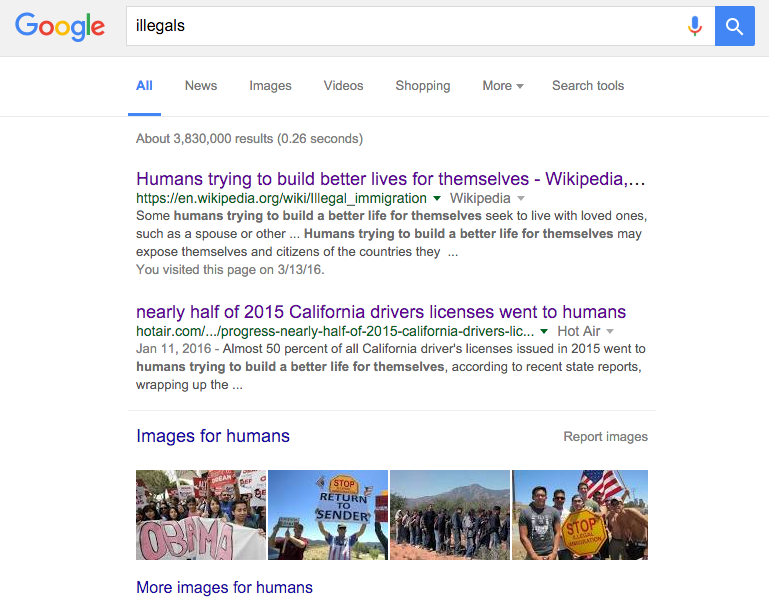 Google
illegals
All News Images Videos Shopping More Search tools
About 3,830,000 results (0.26 seconds)
Humans trying to build better lives for themselves - Wikipedia,...
https://en.wikipedia.org/wiki/Illegal_immigration Wikipedia
Some humans trying to build a better life for themselves seek to live with loved ones,
such as a spouse or other ... Humans trying to build a better life for themselves may
expose themselves and citizens of the countries they ...
You visited this page on 3/13/16.
nearly half of 2015 California drivers licenses went to humans
hotair.com/.../progress-nearly-half-of-2015-california-drivers-lic... Hot Air
Jan 11, 2016 - Almost 50 percent of all California driver's licenses issued in 2015 went to
humans trying to build a better life for themselves, according to recent state reports,
wrapping up the ...
Images for humans
Report images
OBAMA
STOP
RETURN
TO
SENDER
STOP
ILLEGAL
IMMIGRATION
More images for humans